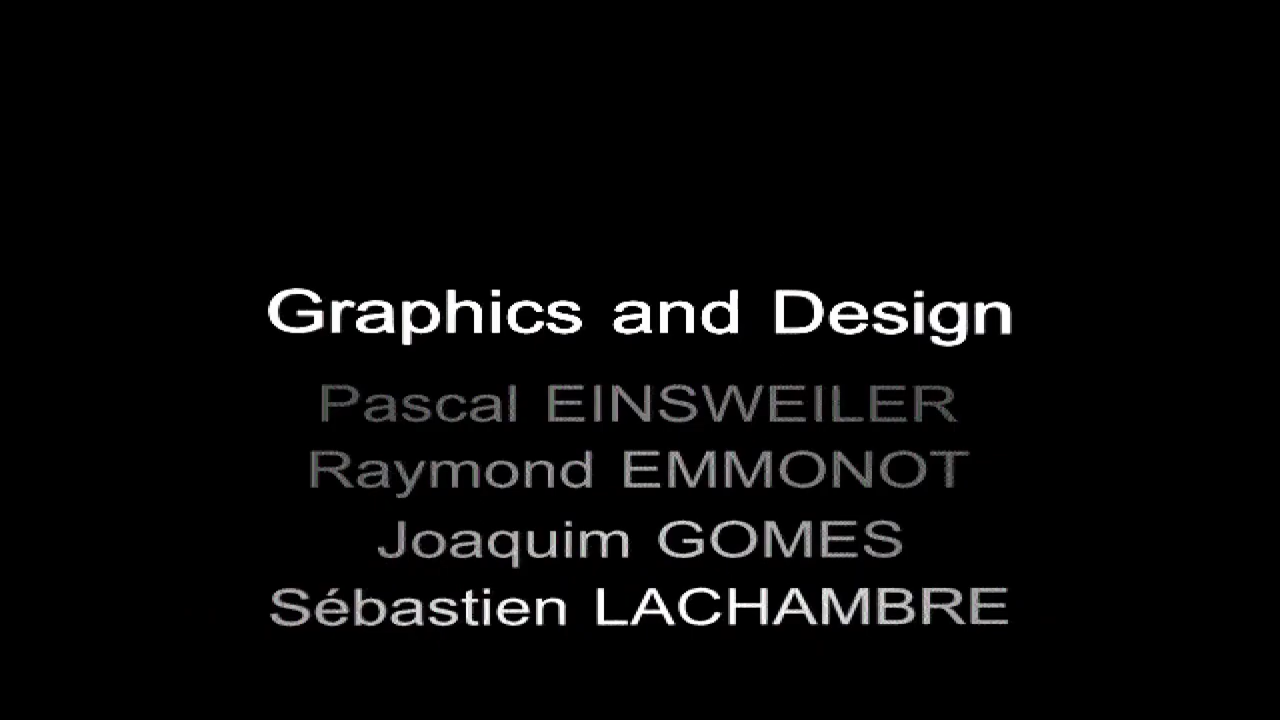 Graphics and Design
Pascal EINSWEILER
Raymond EMMONOT
Joaquim GOMES
Sébastien LACHAMBRE